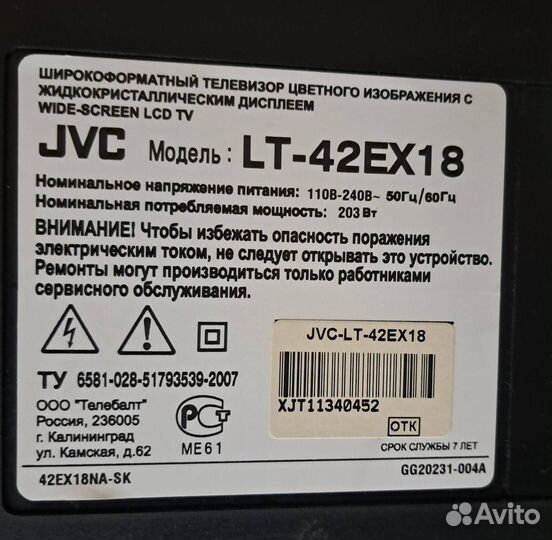 ШИРОКОФОРМАТНЫЙ ТЕЛЕВИЗОР ЦВЕТНОГО ИЗОБРАЖЕНИЯ С
ЖИДКОКРИСТАЛЛИЧЕСКИМ ДИСПЛЕЕМ
WIDE-SCREEN LCD TV
JVC Модель: LT-42EX18
Номинальное напряжение питания: 110В-240В~ 50Гц/60Гц
Номинальная потребляемая мощность: 203 Вт
ВНИМАНИЕ! Чтобы избежать опасность поражения
электрическим током, не следует открывать это устройство.
Ремонты могут производиться только работниками
сервисного обслуживания.
JVC-LT-42EX18
XJT11340452
ОТК
ТУ 6581-028-51793539-2007
ООО "Телебалт"
Россия, 236005
г. Калининград
ул. Камская, д.62
РСТ
МЕ61
СРОК СЛУЖБЫ 7 ЛЕТ
42EX18NA-SK
GG20231-004A
Avito